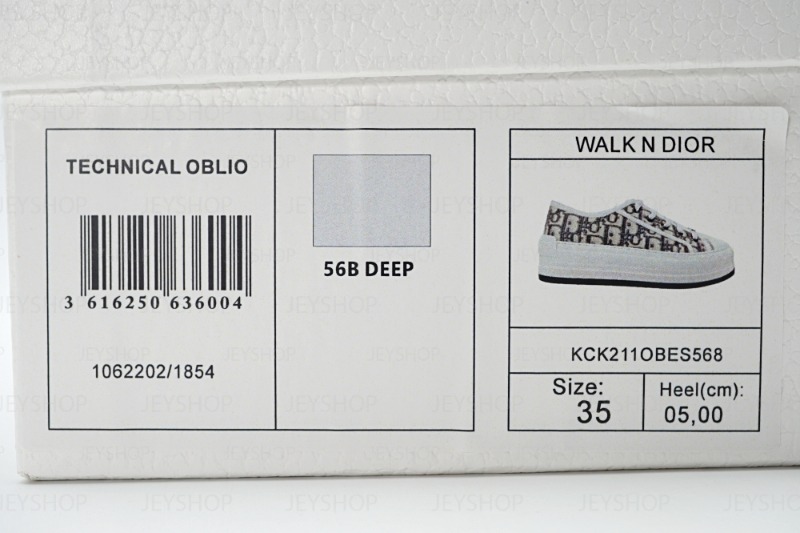 TECHNICAL OBLIO
3 616250 636004
1062202/1854
56B DEEP
WALK N DIOR
KCK211OBES568
Size:
35
Heel(cm):
05,00
JEYSHOP